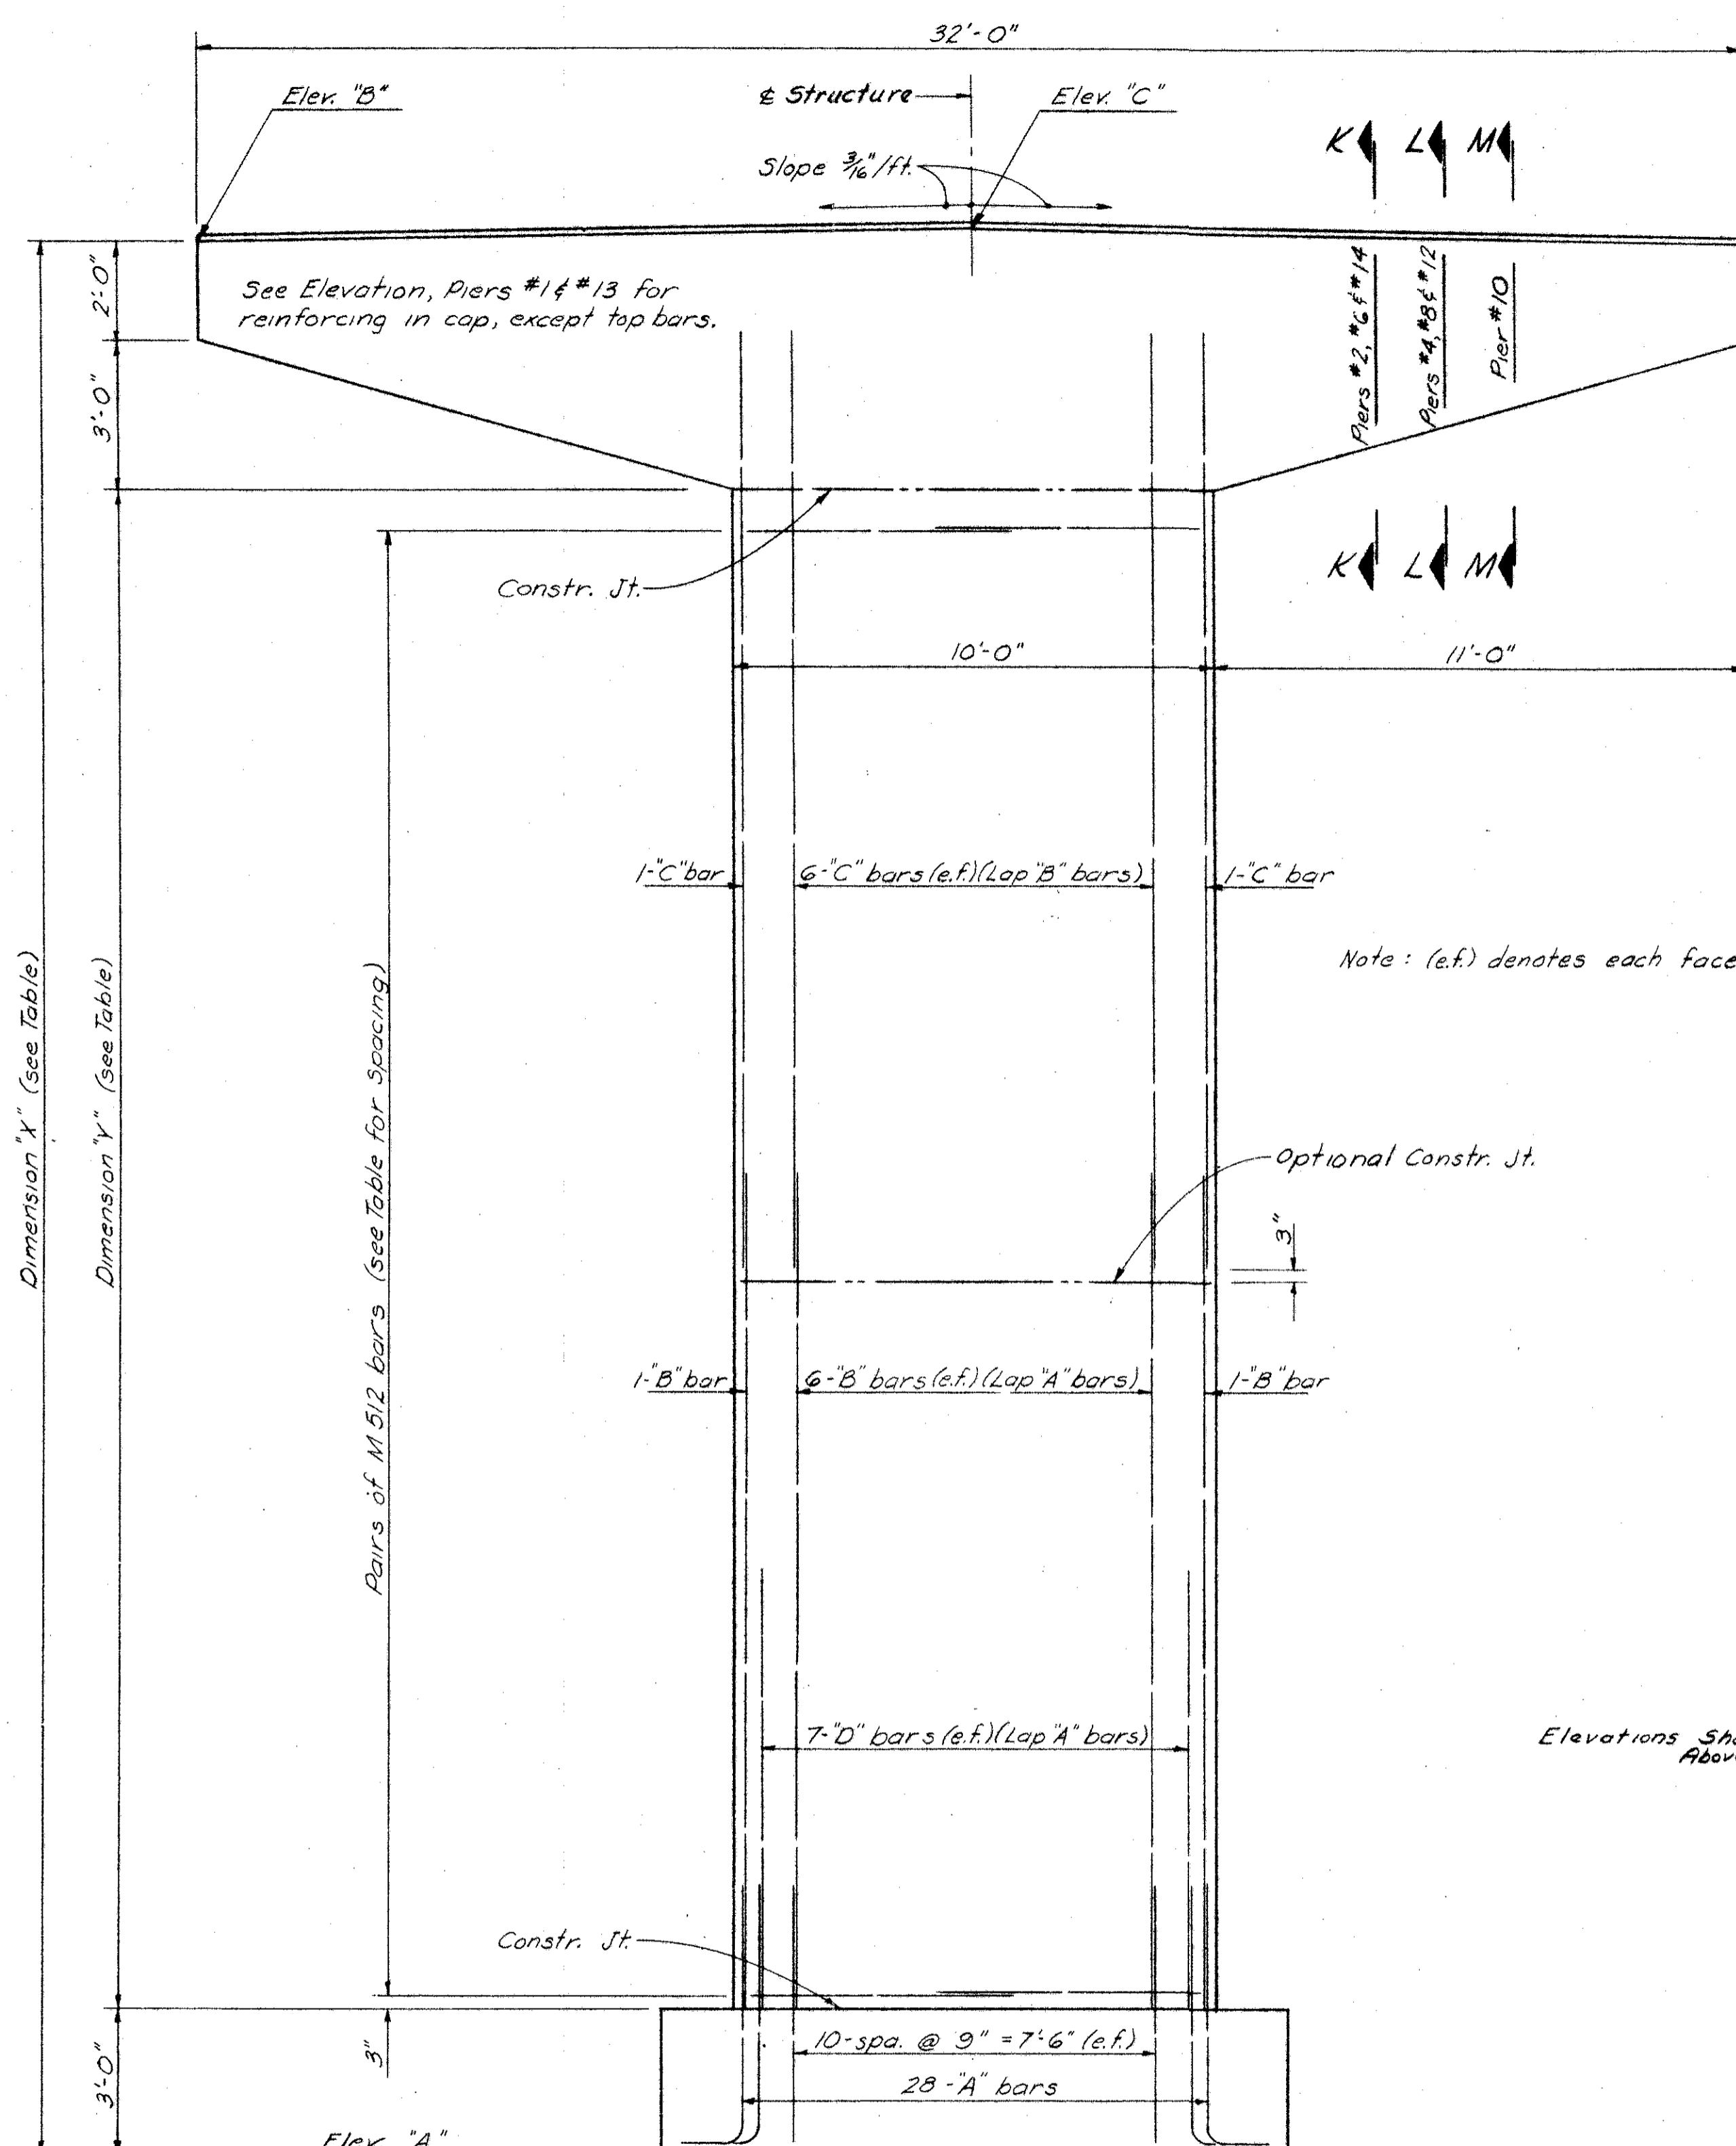 32'-0"
Elev. "B"
℄ Structure
Elev. "C"
K L M
Slope 3/16"/ft.
See Elevation, Piers #1 & #13 for
reinforcing in cap, except top bars.
2'-0"
3'-0"
Piers #2, #6 & #14
Piers #4, #8 & #12
Pier #10
K L M
Constr. Jt.
10'-0"
11'-0"
1-"C" bar
6-"C" bars (e.f.) (Lap "B" bars)
1-"C" bar
Note: (e.f.) denotes each face
Dimension "X" (see Table)
Dimension "Y" (see Table)
Pairs of M 512 bars (see Table for spacing)
Optional Constr. Jt.
3"
1-"B" bar
6-"B" bars (e.f.) (Lap "A" bars)
1-"B" bar
7-"D" bars (e.f.) (Lap "A" bars)
Elevations
Constr. Jt.
10-spa. @ 9" = 7'-6" (e.f.)
3"
3'-0"
28-"A" bars
Elev. "A"